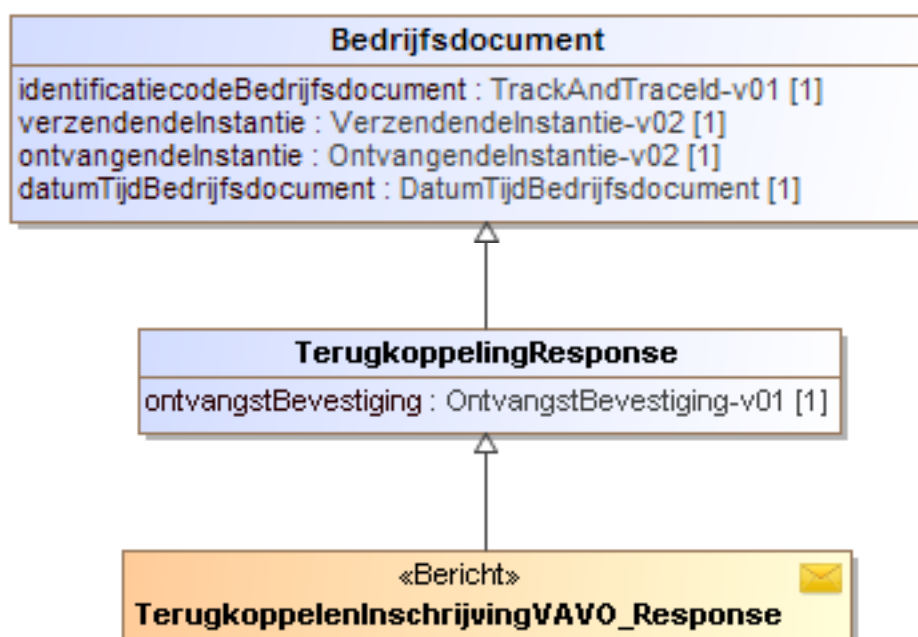 Bedrijfsdocument
identificatiecodeBedrijfsdocument : TrackAndTraceId-v01 [1]
verzendendeInstantie : VerzendendeInstantie-v02 [1]
ontvangendeInstantie : OntvangendeInstantie-v02 [1]
datumTijdBedrijfsdocument : DatumTijdBedrijfsdocument [1]
TerugkoppelingResponse
ontvangstBevestiging : OntvangstBevestiging-v01 [1]
«Bericht»
TerugkoppelenInschrijvingVAVO_Response